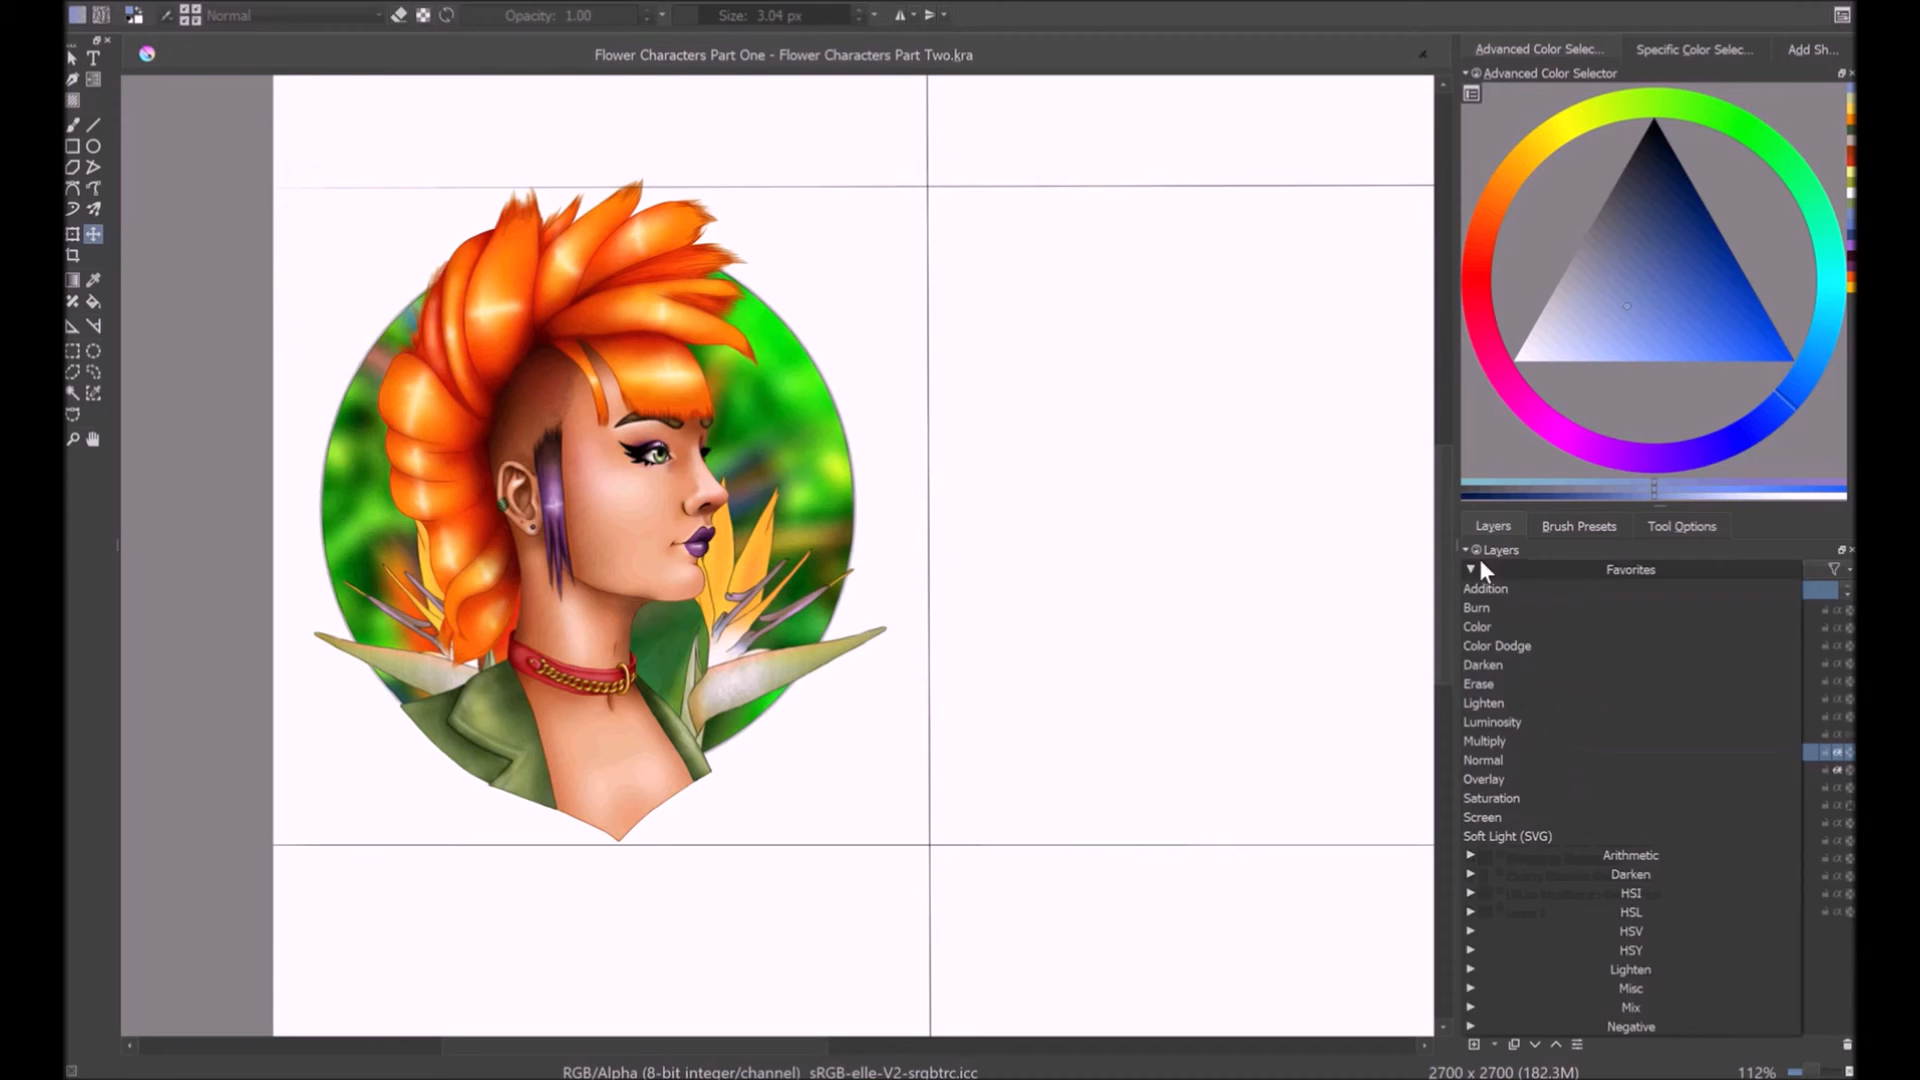 Normal
Opacity: 1.00
Size: 3.04 px
Flower Characters Part One - Flower Characters Part Two.kra
Advanced Color Selec...
Specific Color Selec...
Add Sh...
Advanced Color Selector
Layers
Brush Presets
Tool Options
Layers
Favorites
Addition
Burn
Color
Color Dodge
Darken
Erase
Lighten
Luminosity
Multiply
Normal
Overlay
Saturation
Screen
Soft Light (SVG)
Arithmetic
Darken
HSI
HSL
HSV
HSY
Lighten
Misc
Mix
Negative
RGB/Alpha (8-bit integer/channel) sRGB-elle-V2-srgbtrc.icc
2700 x 2700 (182.3M)
112%